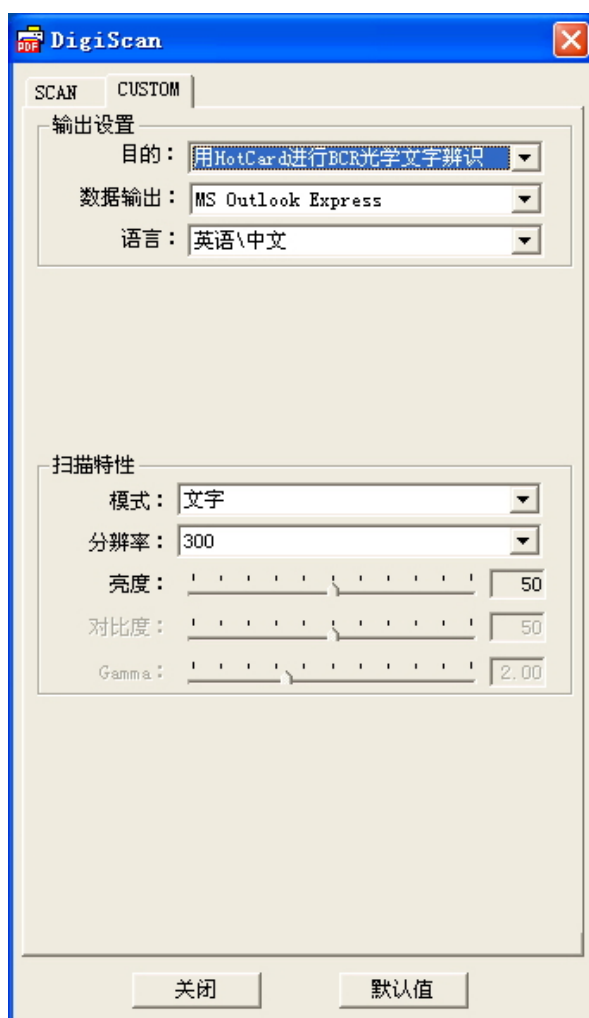 PDF DigiScan
SCAN CUSTOM
输出设置
目的： 用HotCard进行BCR光学文字辨识
数据输出： MS Outlook Express
语言： 英语\中文
扫描特性
模式： 文字
分辨率： 300
亮度： 50
对比度： 50
Gamma： 2.00
关闭 默认值